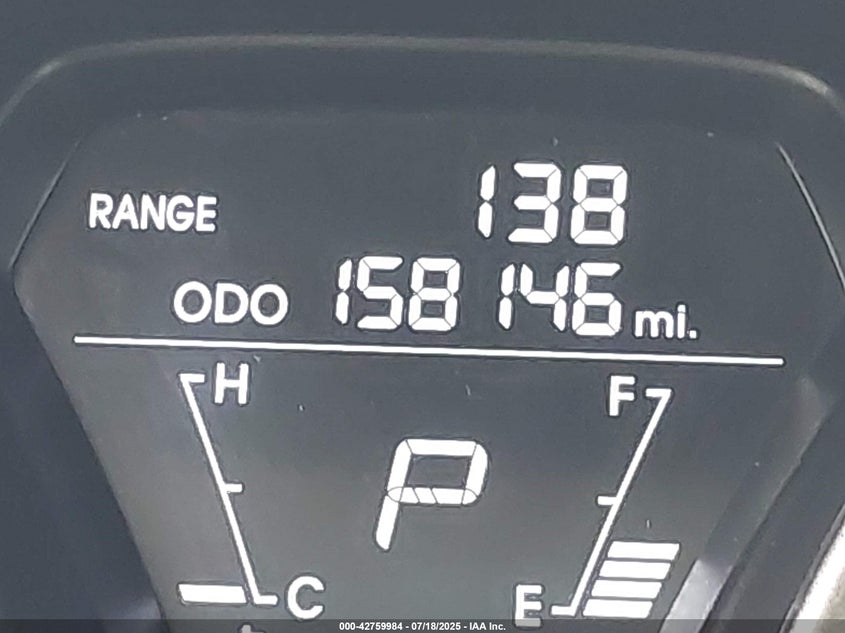 RANGE 138
ODO 158146 mi.
H F
P
C E
000-42759984 - 07/18/2025 - IAA Inc.